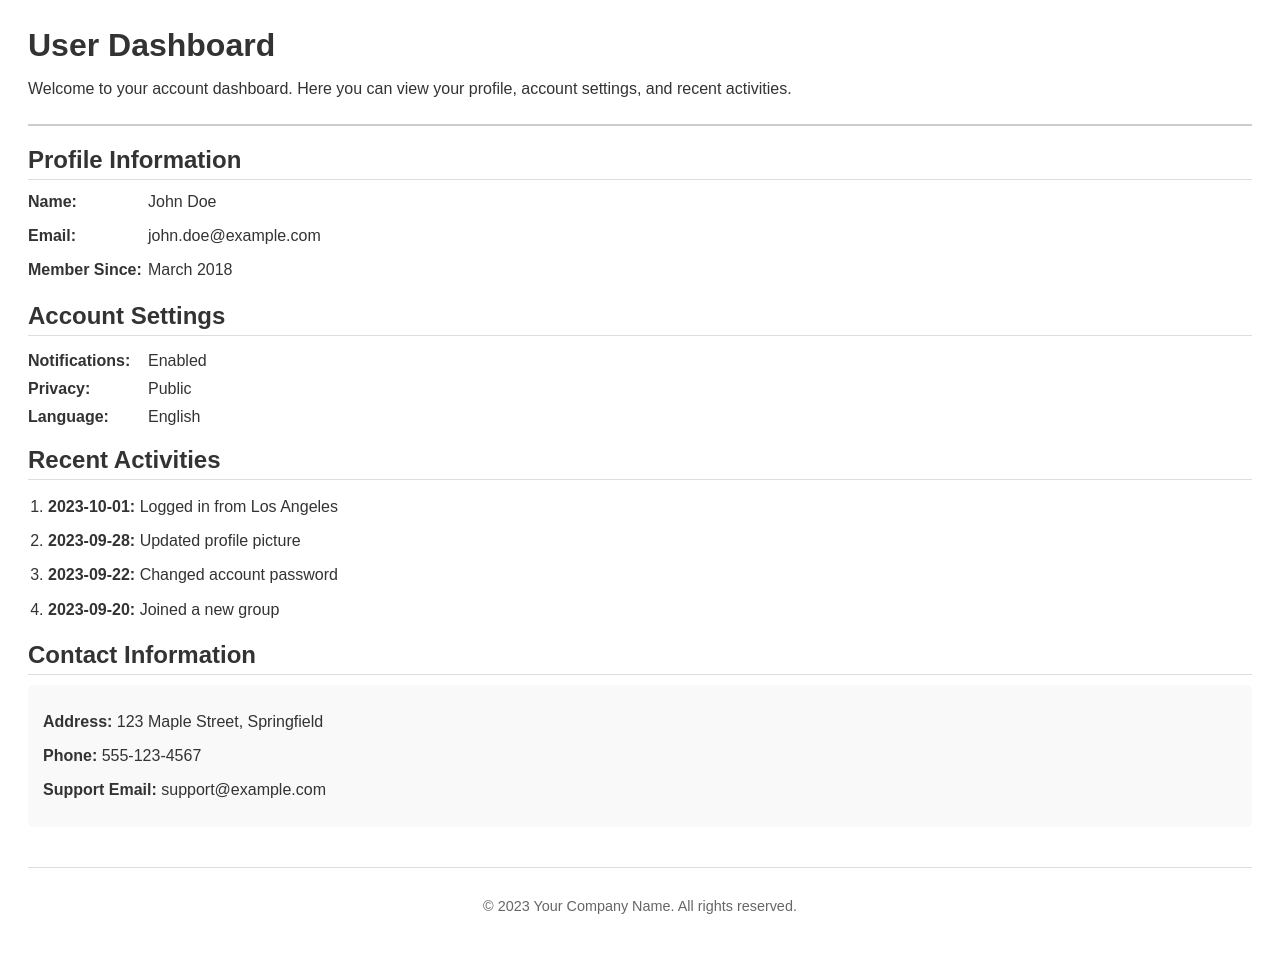 User Dashboard
Welcome to your account dashboard. Here you can view your profile, account settings, and recent activities.
Profile Information
Name: John Doe
Email: john.doe@example.com
Member Since: March 2018
Account Settings
Notifications: Enabled
Privacy: Public
Language: English
Recent Activities
1. 2023-10-01: Logged in from Los Angeles
2. 2023-09-28: Updated profile picture
3. 2023-09-22: Changed account password
4. 2023-09-20: Joined a new group
Contact Information
Address: 123 Maple Street, Springfield
Phone: 555-123-4567
Support Email: support@example.com
© 2023 Your Company Name. All rights reserved.